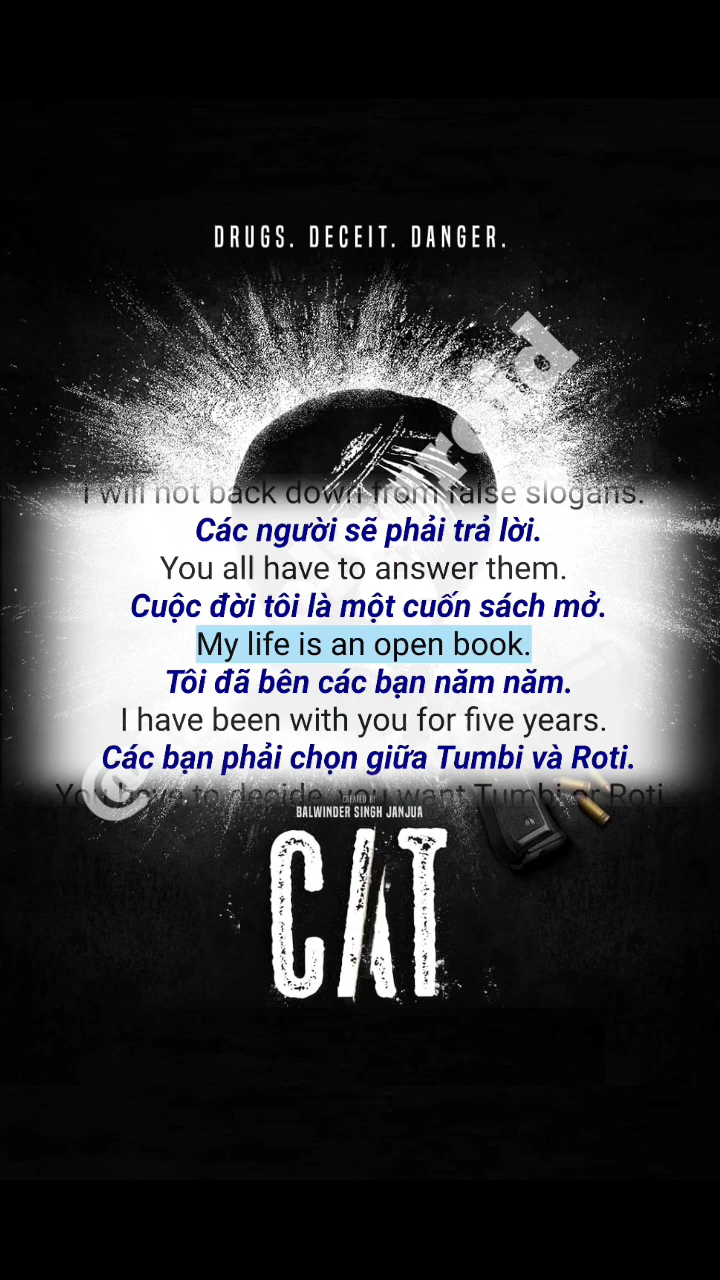 DRUGS. DECEIT. DANGER.
I will not back down from false slogans.
Các người sẽ phải trả lời.
You all have to answer them.
Cuộc đời tôi là một cuốn sách mở.
My life is an open book.
Tôi đã bên các bạn năm năm.
I have been with you for five years.
Các bạn phải chọn giữa Tumbi và Roti.
You have to decide, you want Tumbi or Roti
CREATED BY
BALWINDER SINGH JANJUA
CAT